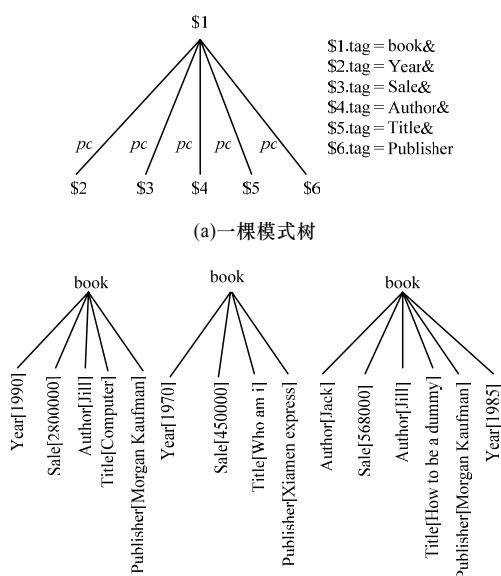 $1
$1.tag = book&
$2.tag = Year&
$3.tag = Sale&
$4.tag = Author&
$5.tag = Title&
$6.tag = Publisher
pc pc pc pc pc
$2 $3 $4 $5 $6
(a)一棵模式树
book
Year[1990]
Sale[2800000]
Author[Jill]
Title[Computer]
Publisher[Morgan Kaufman]
book
Year[1970]
Sale[450000]
Title[Who am i]
Publisher[Xiamen express]
book
Author[Jack]
Sale[568000]
Author[Jill]
Title[How to be a dummy]
Publisher[Morgan Kaufman]
Year[1985]